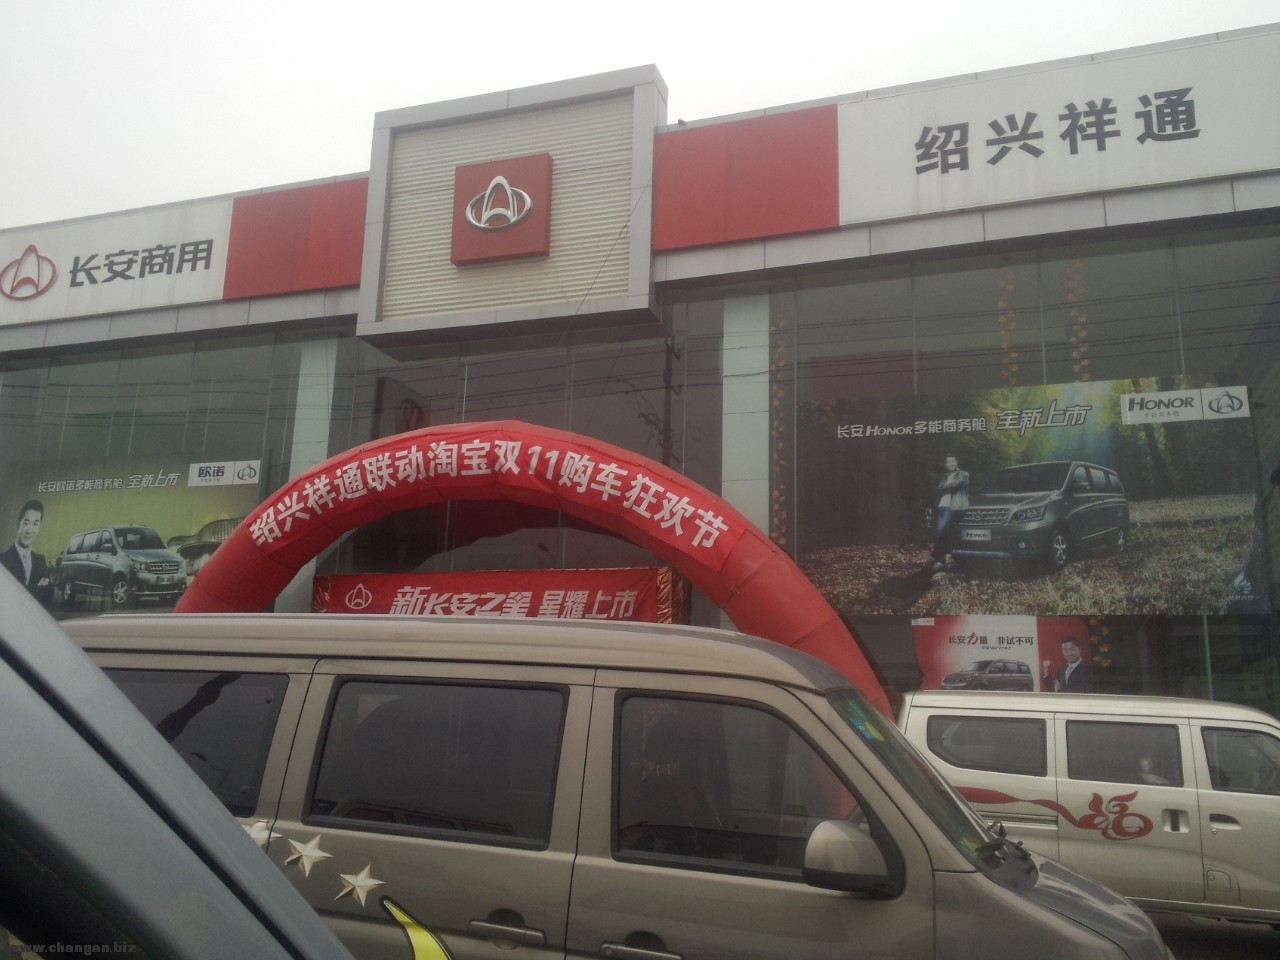 绍兴祥通
长安商用
绍兴祥通联动淘宝双11购车狂欢节
新长安之星 星耀上市
长安HONOR多能商务舱 全新上市
HONOR
长安欧诺多能商务舱 全新上市
欧诺
长安力量 非试不可
www.changan.biz